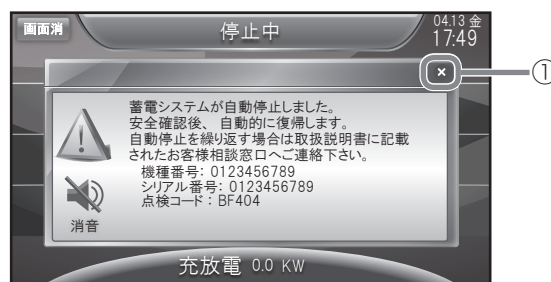 画面消
停止中
04.13 金
17:49
×
①
蓄電システムが自動停止しました。
安全確認後、自動的に復帰します。
自動停止を繰り返す場合は取扱説明書に記載
されたお客様相談窓口へご連絡下さい。
機種番号：0123456789
シリアル番号：0123456789
点検コード：BF404
消音
充放電 0.0 KW